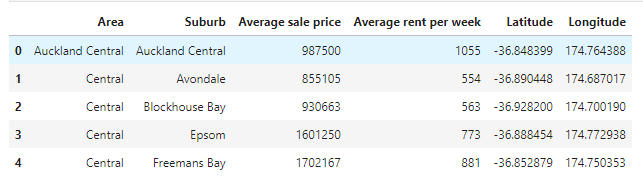 Area Suburb Average sale price Average rent per week Latitude Longitude
0 Auckland Central Auckland Central 987500 1055 -36.848399 174.764388
1 Central Avondale 855105 554 -36.890448 174.687017
2 Central Blockhouse Bay 930663 563 -36.928200 174.700190
3 Central Epsom 1601250 773 -36.888454 174.772938
4 Central Freemans Bay 1702167 881 -36.852879 174.750353